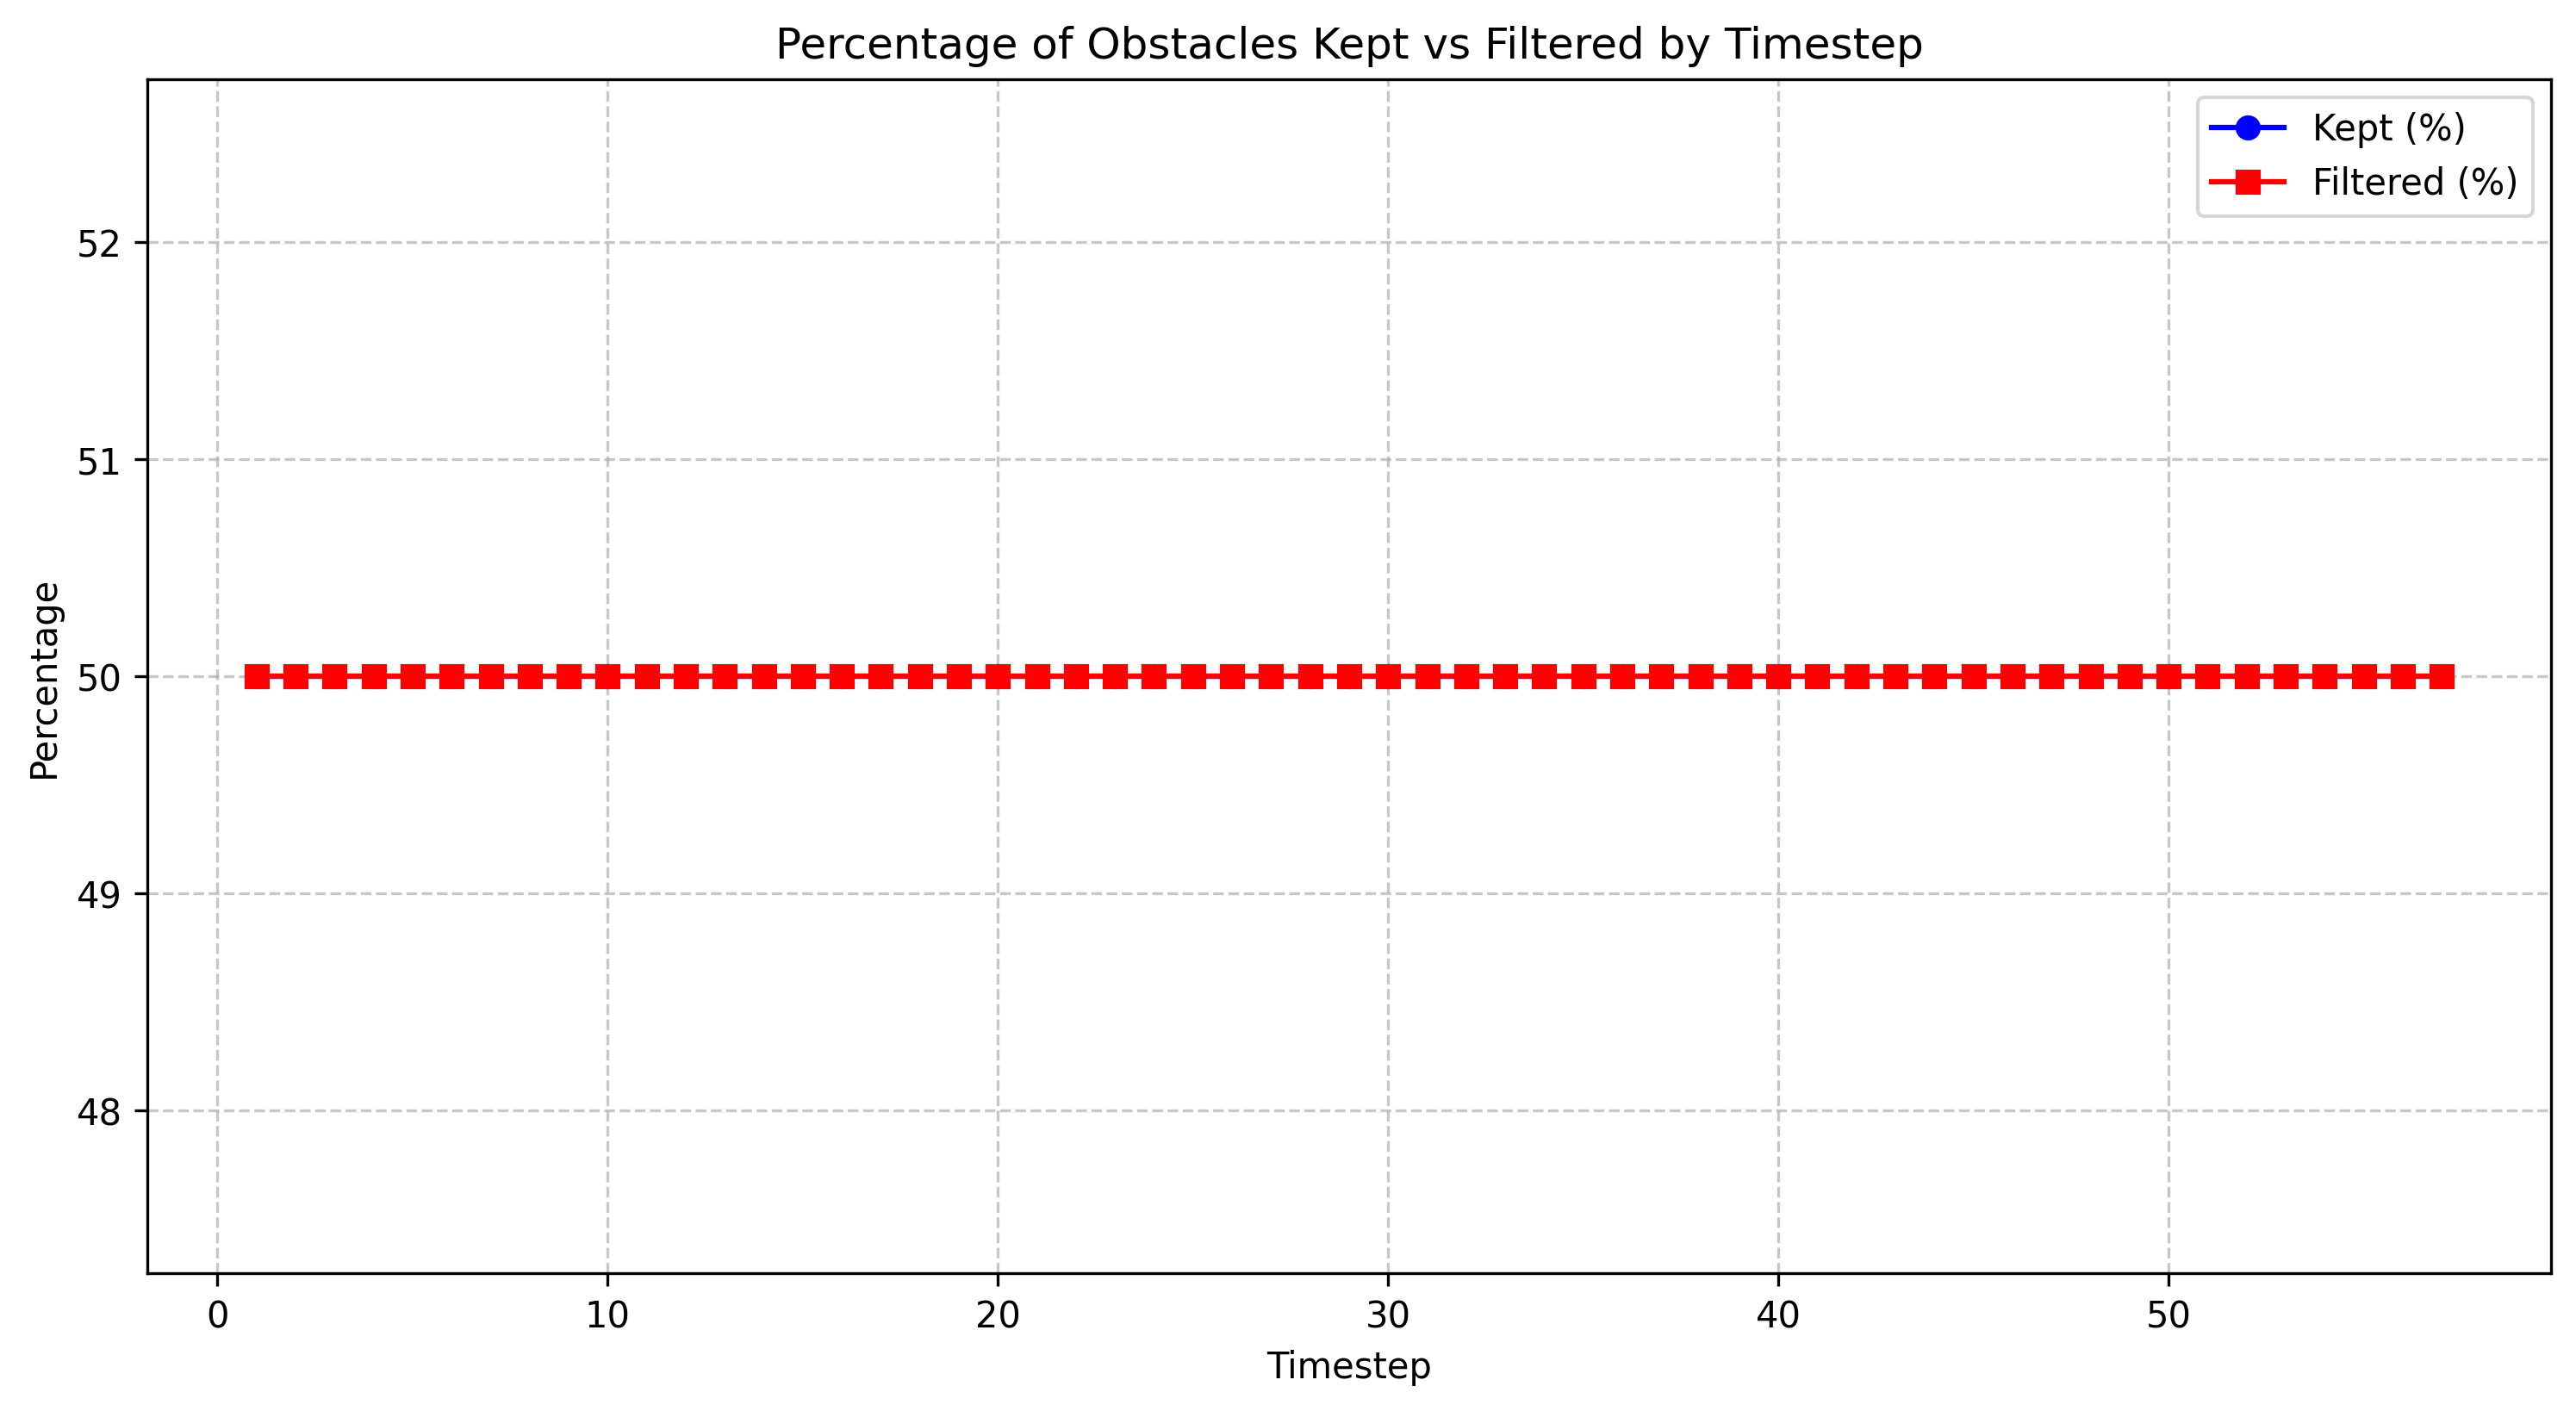 Percentage of Obstacles Kept vs Filtered by Timestep
Kept (%)
Filtered (%)
52
51
50
49
48
Percentage
0 10 20 30 40 50
Timestep